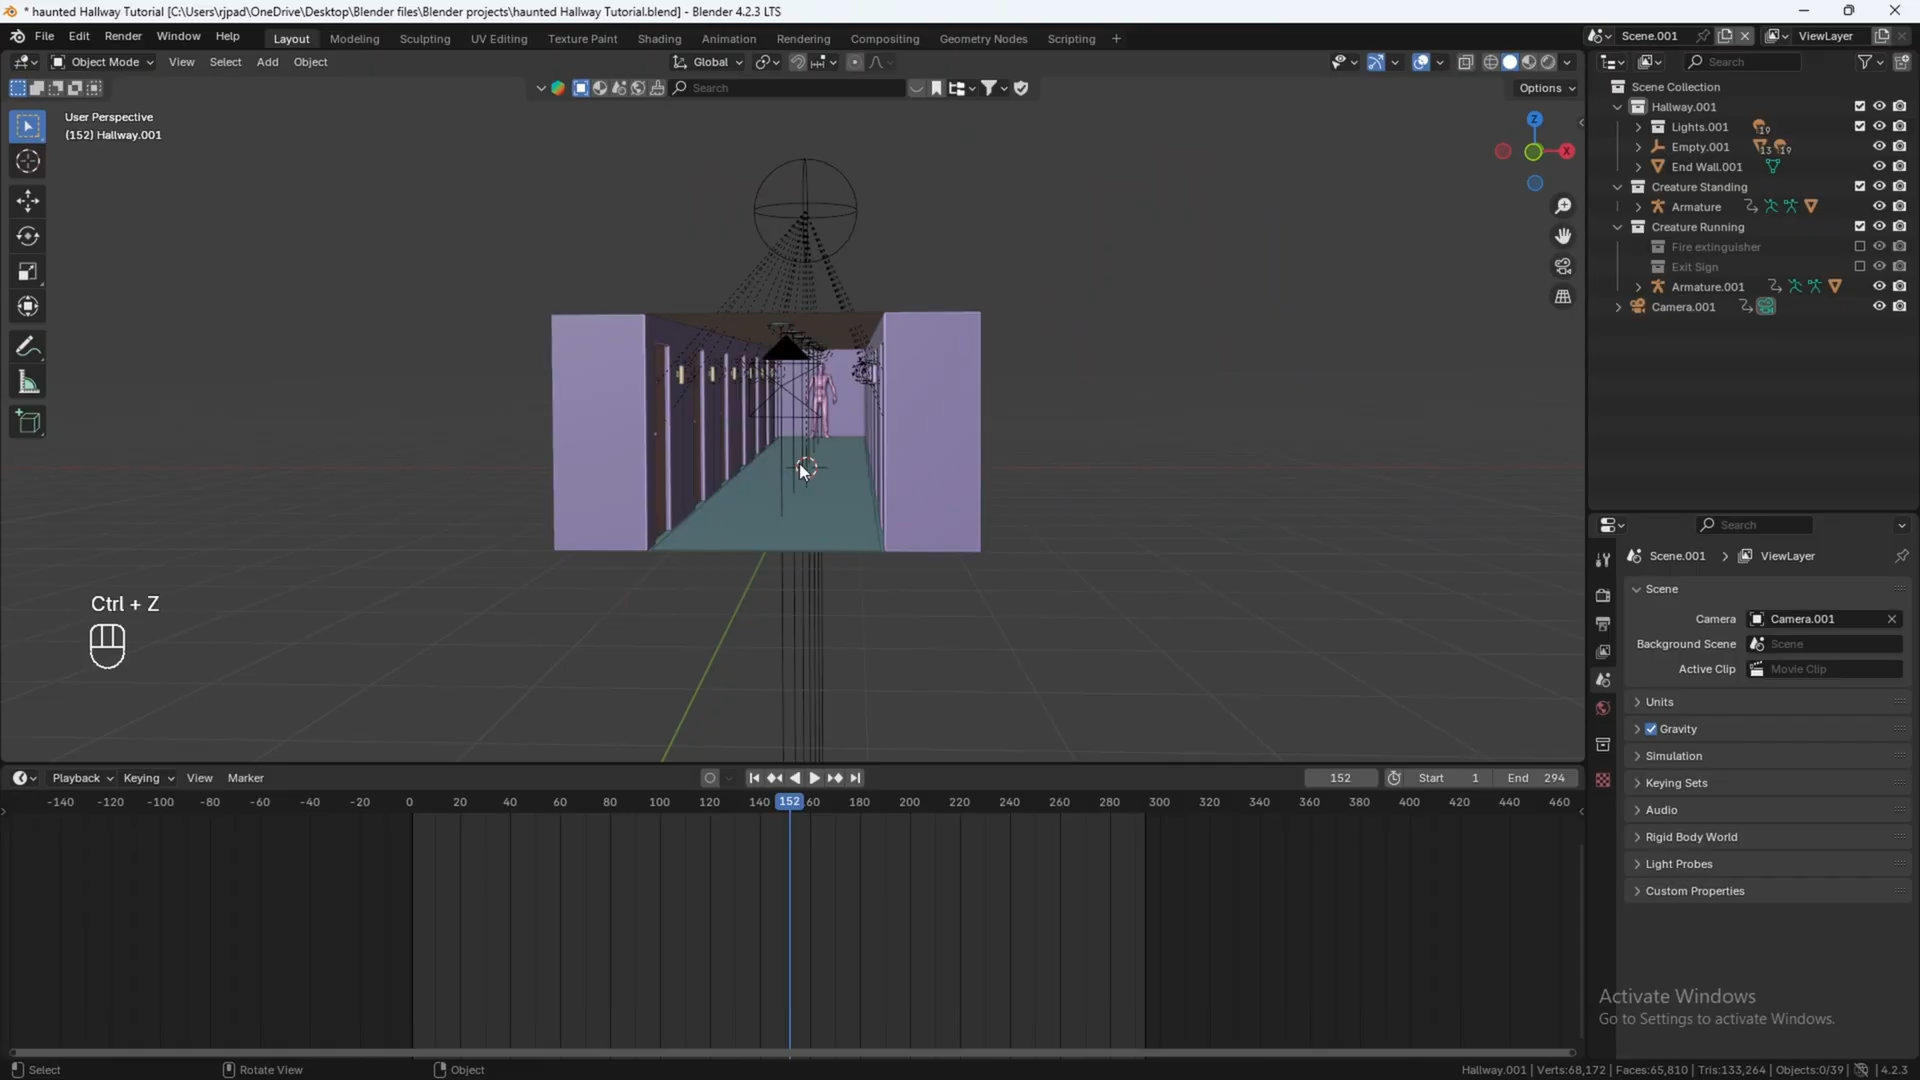 * haunted Hallway Tutorial [C:\Users\rjpad\OneDrive\Desktop\Blender files\Blender projects\haunted Hallway Tutorial.blend] - Blender 4.2.3 LTS
File Edit Render Window Help
Layout Modeling Sculpting UV Editing Texture Paint Shading Animation Rendering Compositing Geometry Nodes Scripting +
Scene.001 ViewLayer
Object Mode View Select Add Object
Global
Search
Search
Options
User Perspective
(152) Hallway.001
Z
X
Scene Collection
Hallway.001
Lights.001 19
Empty.001 13 19
End Wall.001
Creature Standing
Armature
Creature Running
Fire extinguisher
Exit Sign
Armature.001
Camera.001
Ctrl + Z
Search
Scene.001 ViewLayer
Scene
Camera Camera.001
Background Scene Scene
Active Clip Movie Clip
Units
Gravity
Simulation
Keying Sets
Audio
Rigid Body World
Light Probes
Custom Properties
Playback Keying View Marker
152 Start 1 End 294
-140 -120 -100 -80 -60 -40 -20 0 20 40 60 80 100 120 140 152 60 180 200 220 240 260 280 300 320 340 360 380 400 420 440 460
Activate Windows
Go to Settings to activate Windows.
Select Rotate View Object
Hallway.001 | Verts:68,172 | Faces:65,810 | Tris:133,264 | Objects:0/39 | 4.2.3